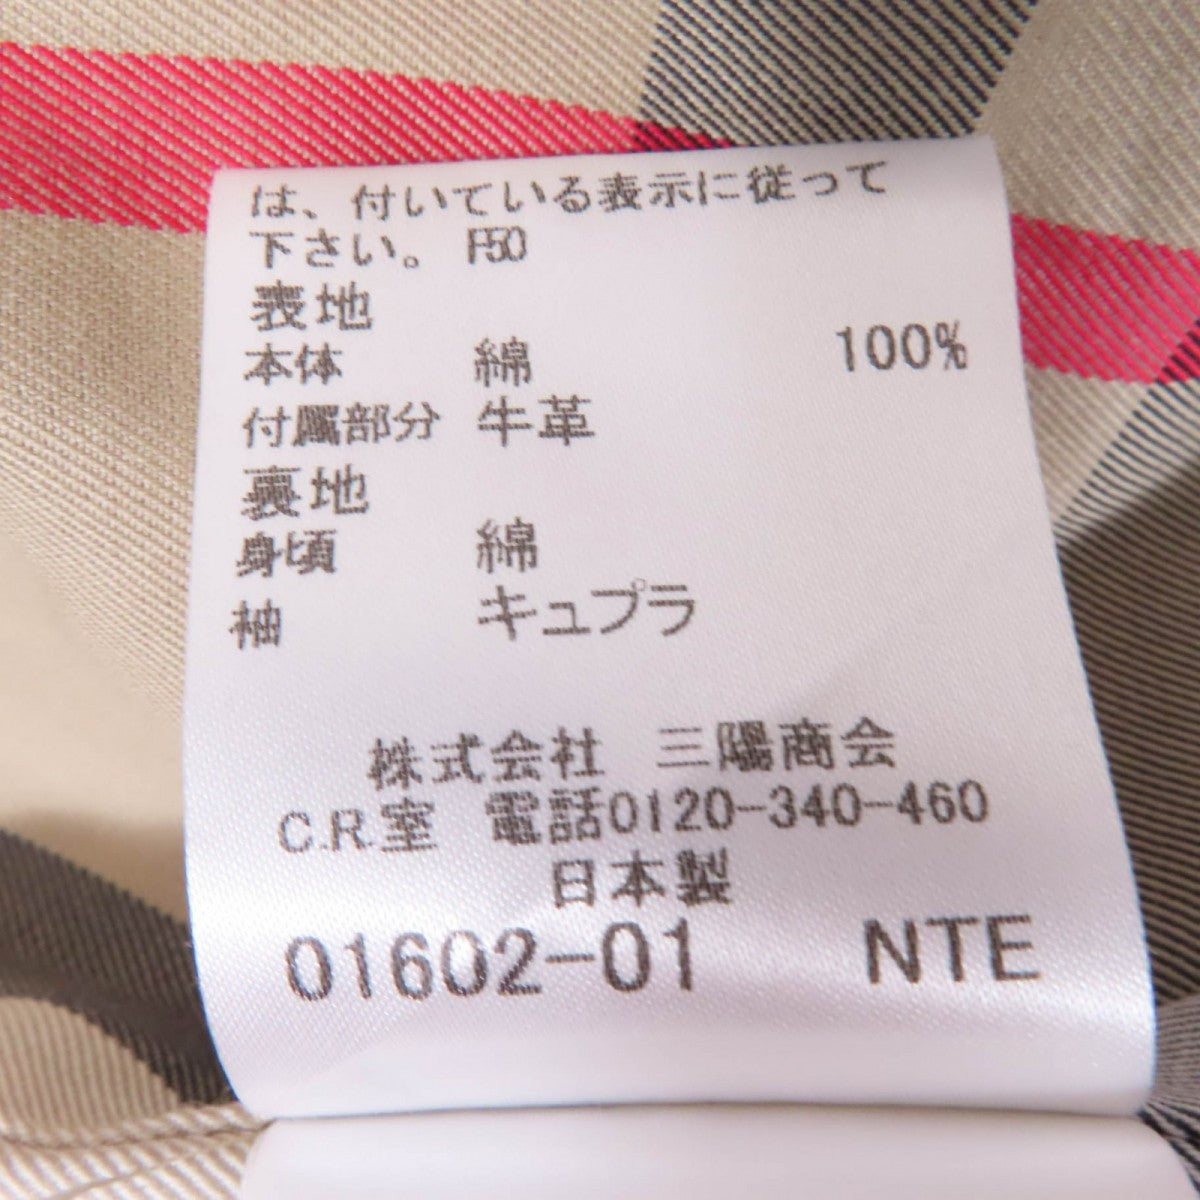 は、付いている表示に従って
下さい。 F50
表地
本体 綿 100%
付属部分 牛革
裏地
身頃 綿
袖 キュプラ
株式会社 三陽商会
C.R.室 電話0120-340-460
日本製
01602-01 NTE